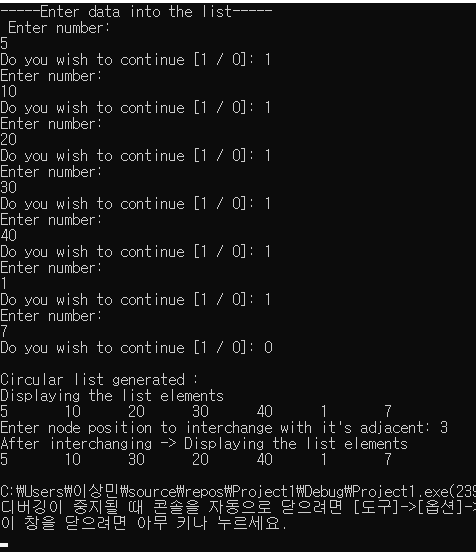 -----Enter data into the list-----
Enter number:
5
Do you wish to continue [1 / 0]: 1
Enter number:
10
Do you wish to continue [1 / 0]: 1
Enter number:
20
Do you wish to continue [1 / 0]: 1
Enter number:
30
Do you wish to continue [1 / 0]: 1
Enter number:
40
Do you wish to continue [1 / 0]: 1
Enter number:
1
Do you wish to continue [1 / 0]: 1
Enter number:
7
Do you wish to continue [1 / 0]: 0
Circular list generated :
Displaying the list elements
5 10 20 30 40 1 7
Enter node position to interchange with it's adjacent: 3
After interchanging -> Displaying the list elements
5 10 30 20 40 1 7
C:₩Users₩이상민₩source₩repos₩Project1₩Debug₩Project1.exe(239
디버깅이 중지될 때 콘솔을 자동으로 닫으려면 [도구]->[옵션]-
이 창을 닫으려면 아무 키나 누르세요.